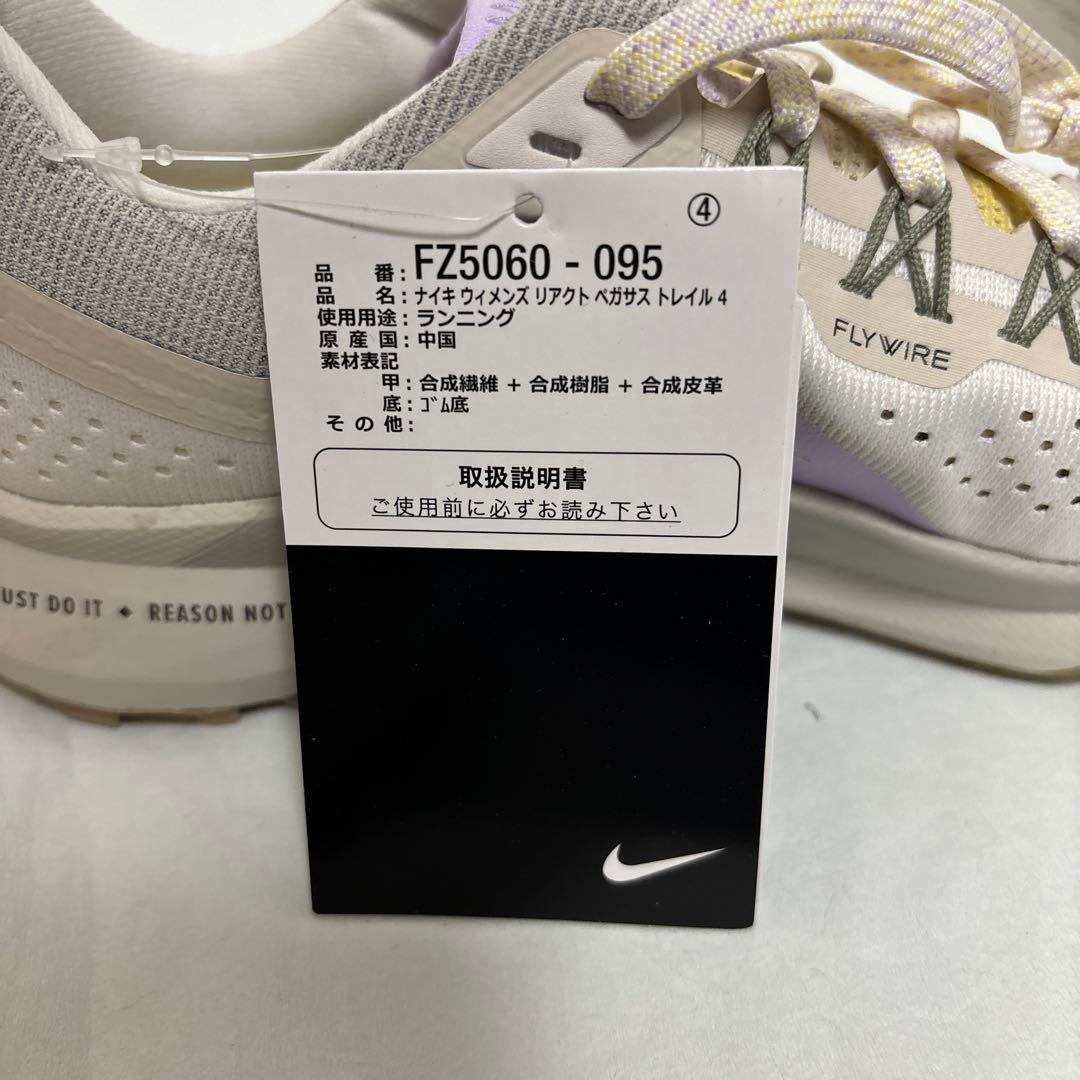 ④
品 番 : FZ5060 - 095
品 名 : ナイキ ウィメンズ リアクト ペガサス トレイル 4
使用用途 : ランニング
原 産 国 : 中国
素材表記
甲 : 合成繊維 + 合成樹脂 + 合成皮革
底 : ゴム底
そ の 他 :
取扱説明書
ご使用前に必ずお読み下さい
FLYWIRE
UST DO IT ◆ REASON NOT